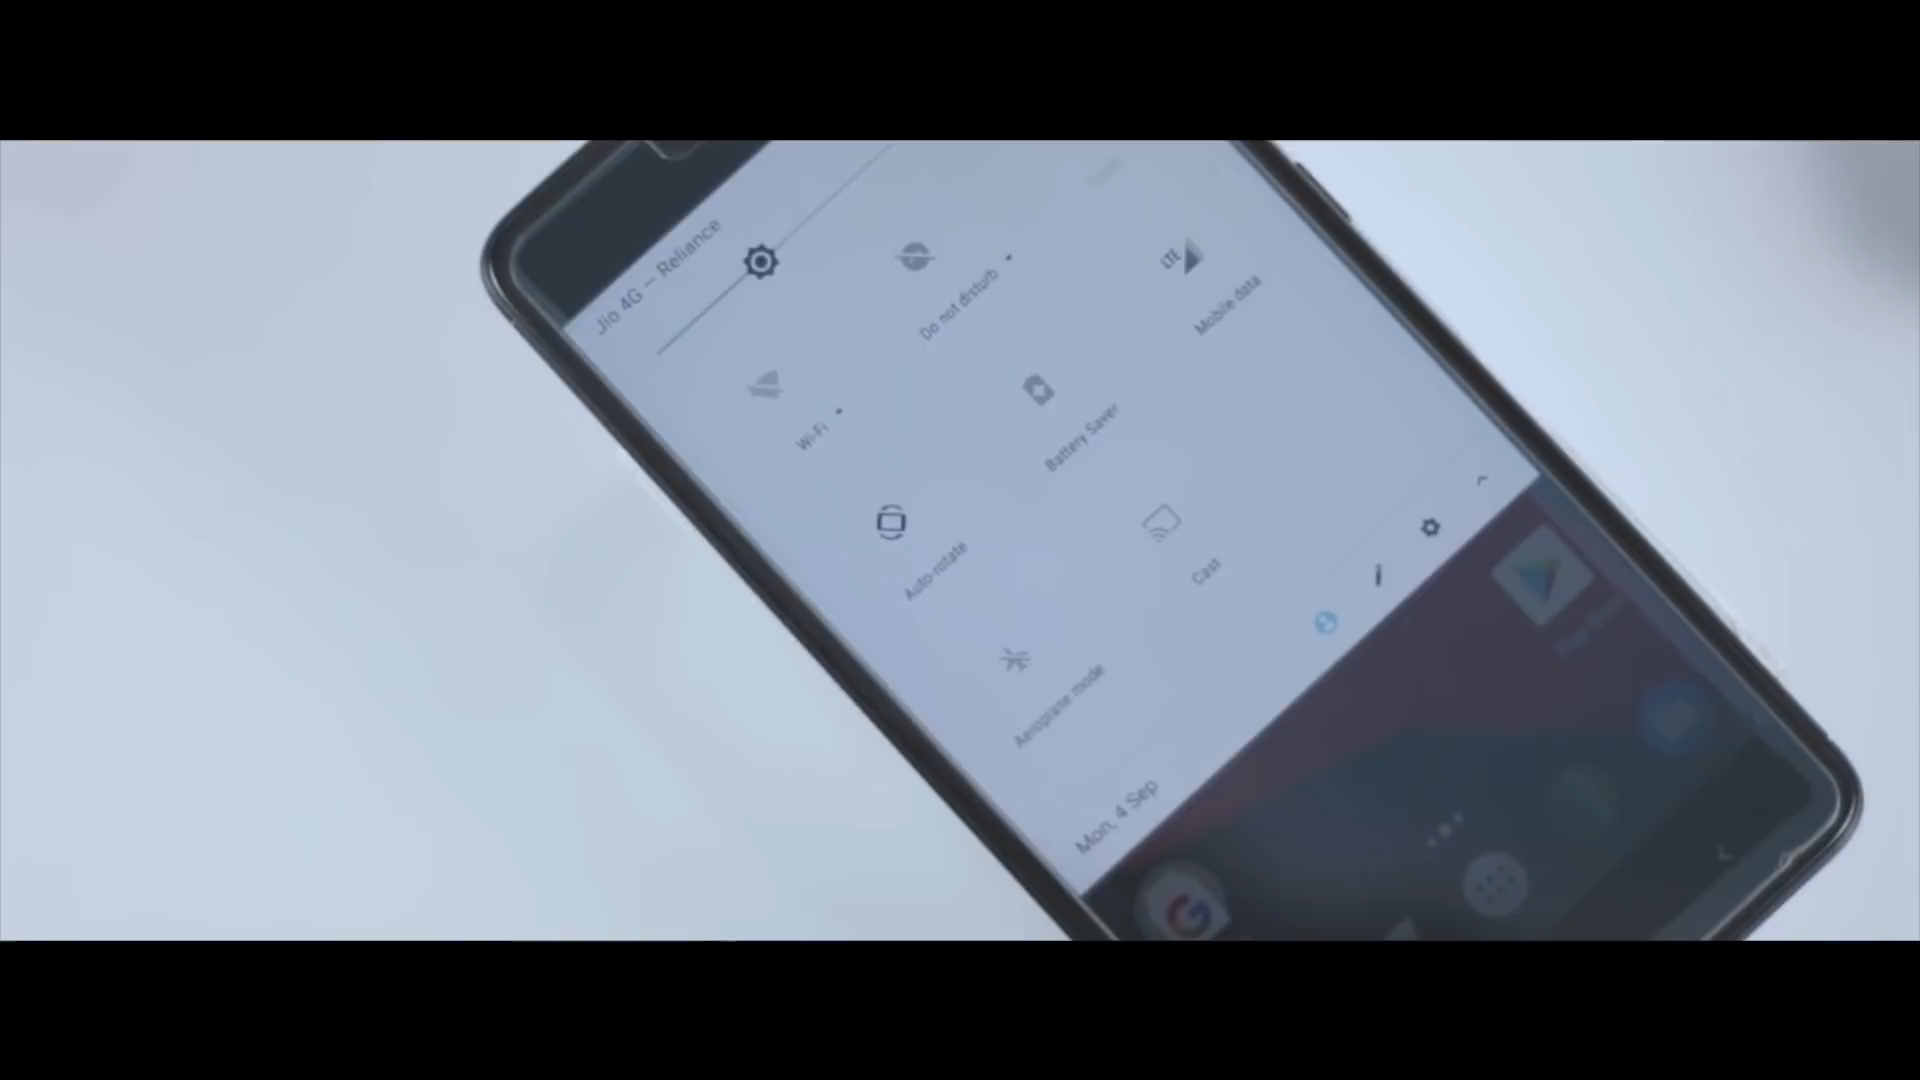 Jio 4G — Reliance
Wi-Fi
Do not disturb
Auto-rotate
Battery Saver
Mobile data
LTE
Aeroplane mode
Cast
Mon, 4 Sep
G